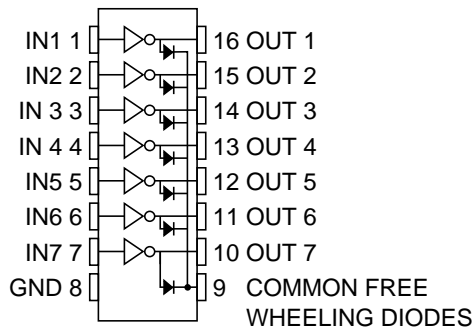 IN1 1 16 OUT 1
IN2 2 15 OUT 2
IN 3 3 14 OUT 3
IN 4 4 13 OUT 4
IN5 5 12 OUT 5
IN6 6 11 OUT 6
IN7 7 10 OUT 7
GND 8 9 COMMON FREE
WHEELING DIODES